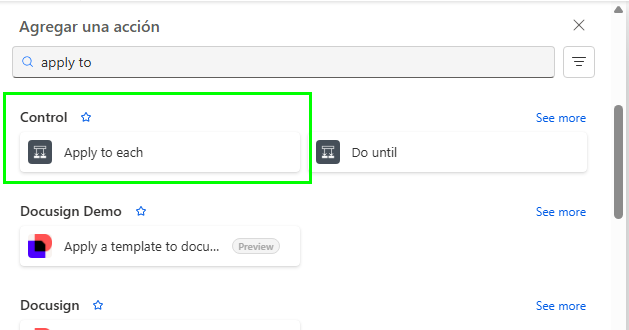 Agregar una acción
apply to
Control See more
Apply to each Do until
Docusign Demo See more
Apply a template to docu... Preview
Docusign See more